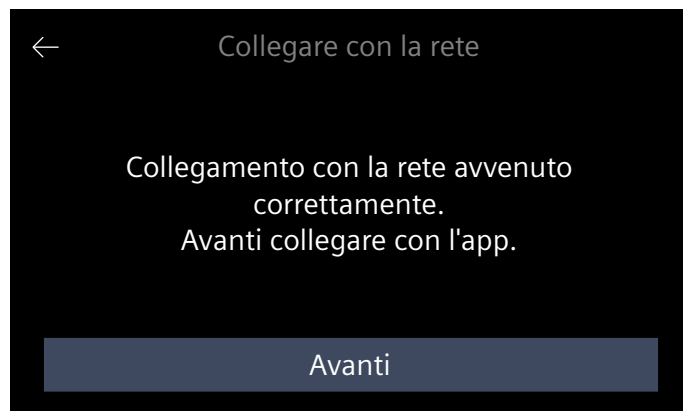 Collegare con la rete
Collegamento con la rete avvenuto
correttamente.
Avanti collegare con l'app.
Avanti